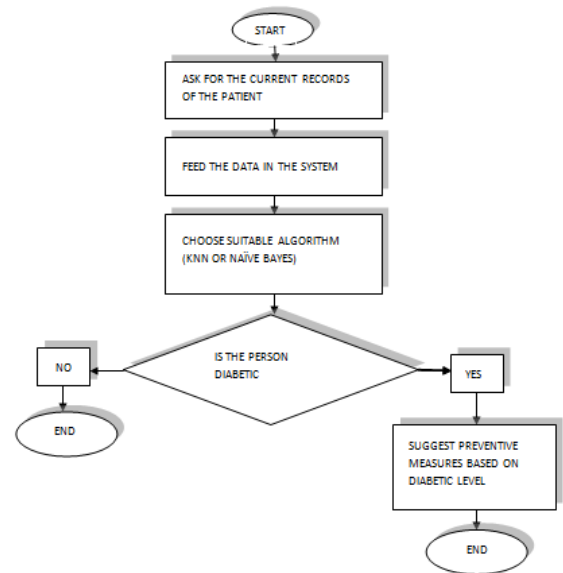 START
ASK FOR THE CURRENT RECORDS
OF THE PATIENT
FEED THE DATA IN THE SYSTEM
CHOOSE SUITABLE ALGORITHM
(KNN OR NAÏVE BAYES)
IS THE PERSON
DIABETIC
NO
YES
END
SUGGEST PREVENTIVE
MEASURES BASED ON
DIABETIC LEVEL
END